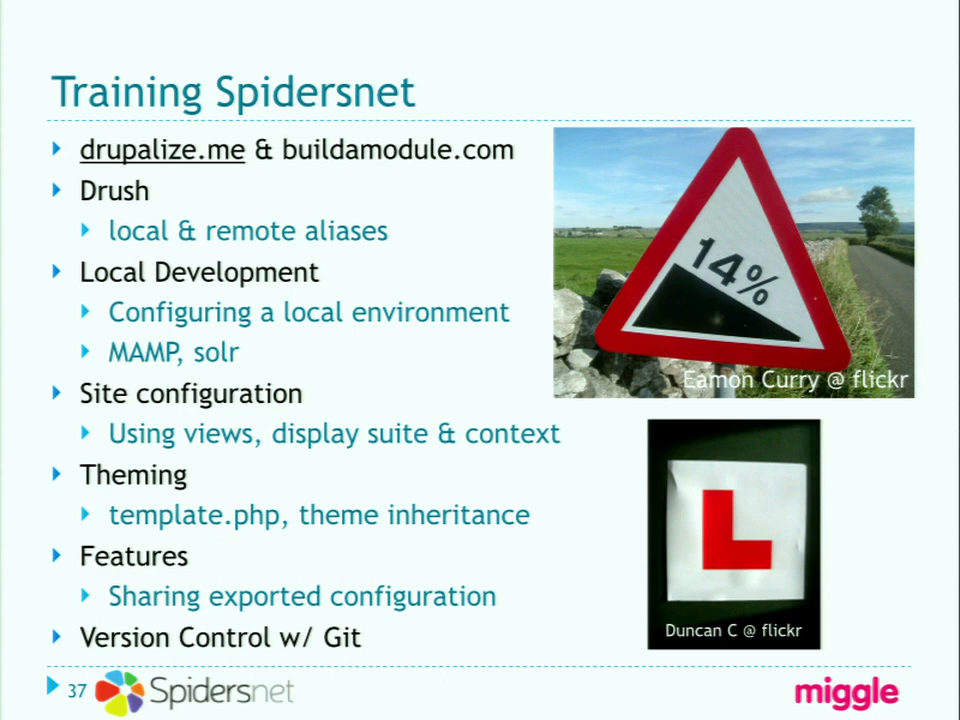 Training Spidersnet
drupalize.me & buildamodule.com
Drush
local & remote aliases
Local Development
Configuring a local environment
MAMP, solr
Site configuration
Using views, display suite & context
Theming
template.php, theme inheritance
Features
Sharing exported configuration
Version Control w/ Git
14%
Eamon Curry @ flickr
L
Duncan C @ flickr
37
Spidersnet
miggle